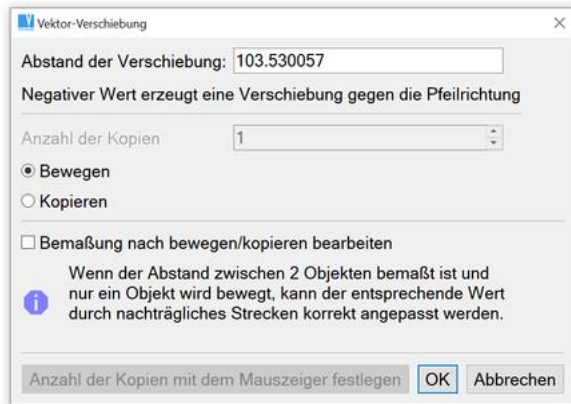 Vektor-Verschiebung
Abstand der Verschiebung: 103.530057
Negativer Wert erzeugt eine Verschiebung gegen die Pfeilrichtung
Anzahl der Kopien 1
Bewegen
Kopieren
Bemaßung nach bewegen/kopieren bearbeiten
Wenn der Abstand zwischen 2 Objekten bemaßt ist und
nur ein Objekt wird bewegt, kann der entsprechende Wert
durch nachträgliches Strecken korrekt angepasst werden.
Anzahl der Kopien mit dem Mauszeiger festlegen OK Abbrechen